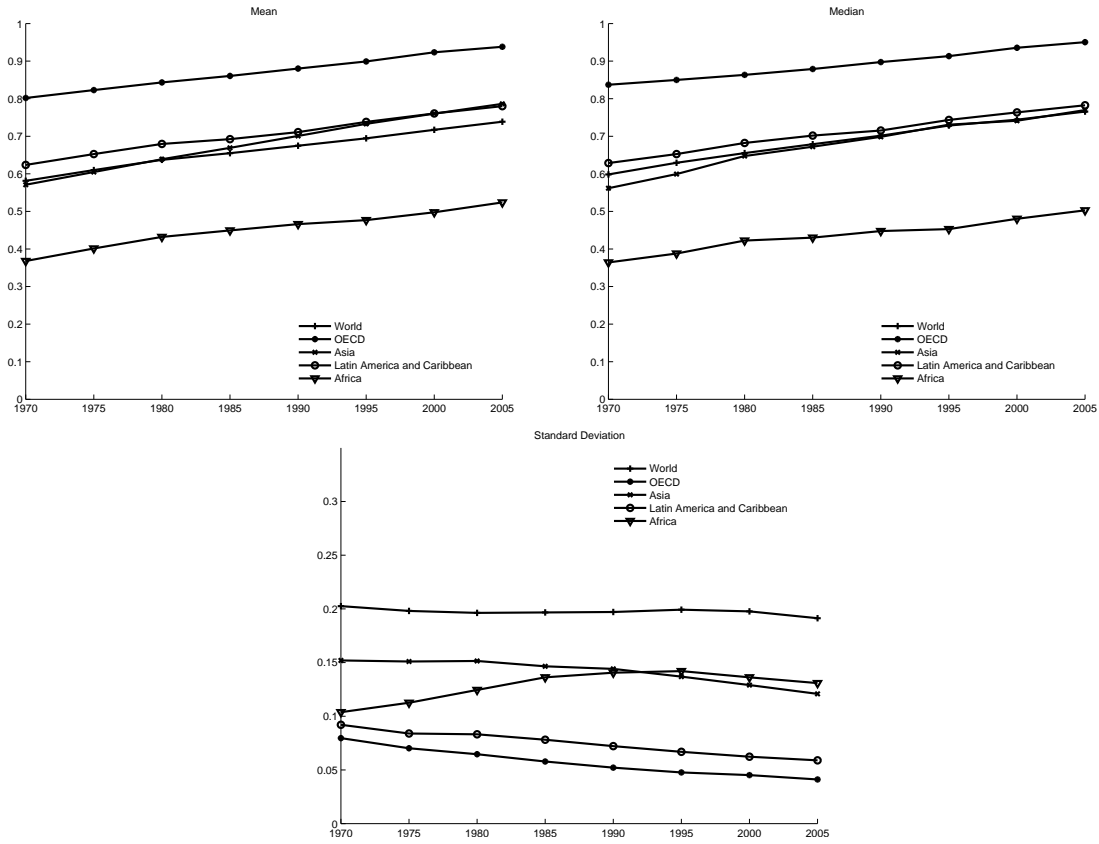 Mean
1
0.9
0.8
0.7
0.6
0.5
0.4
0.3
0.2
0.1
0
1970 1975 1980 1985 1990 1995 2000 2005
World
OECD
Asia
Latin America and Caribbean
Africa
Median
1
0.9
0.8
0.7
0.6
0.5
0.4
0.3
0.2
0.1
0
1970 1975 1980 1985 1990 1995 2000 2005
World
OECD
Asia
Latin America and Caribbean
Africa
Standard Deviation
0.3
0.25
0.2
0.15
0.1
0.05
0
1970 1975 1980 1985 1990 1995 2000 2005
World
OECD
Asia
Latin America and Caribbean
Africa